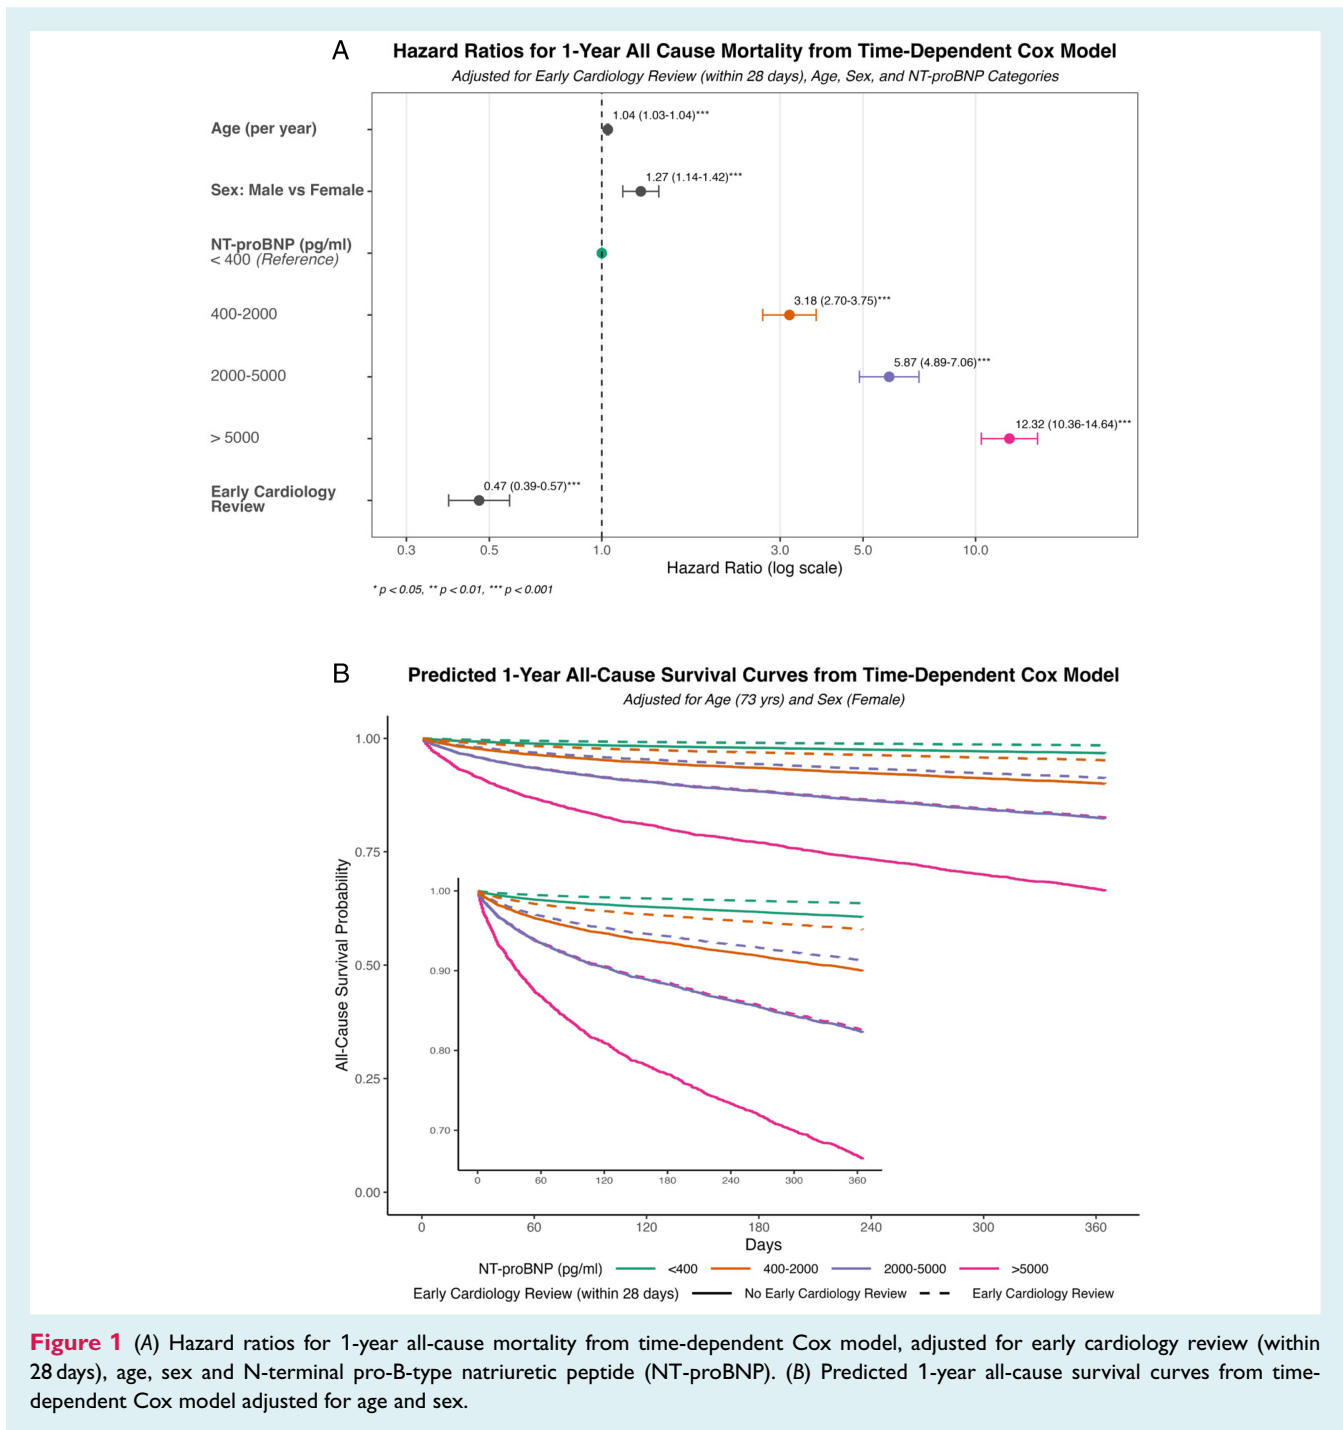 A
Hazard Ratios for 1-Year All Cause Mortality from Time-Dependent Cox Model
Adjusted for Early Cardiology Review (within 28 days), Age, Sex, and NT-proBNP Categories
Age (per year)
1.04 (1.03-1.04)***
Sex: Male vs Female
1.27 (1.14-1.42)***
NT-proBNP (pg/ml)
< 400 (Reference)
400-2000
3.18 (2.70-3.75)***
2000-5000
5.87 (4.89-7.06)***
> 5000
12.32 (10.36-14.64)***
Early Cardiology
Review
0.47 (0.39-0.57)***
0.3 0.5 1.0 3.0 5.0 10.0
Hazard Ratio (log scale)
* p < 0.05, ** p < 0.01, *** p < 0.001
B
Predicted 1-Year All-Cause Survival Curves from Time-Dependent Cox Model
Adjusted for Age (73 yrs) and Sex (Female)
All-Cause Survival Probability
1.00
0.75
0.50
0.25
0.00
1.00
0.90
0.80
0.70
0 60 120 180 240 300 360
0 60 120 180 240 300 360
Days
NT-proBNP (pg/ml) <400 400-2000 2000-5000 >5000
Early Cardiology Review (within 28 days) No Early Cardiology Review Early Cardiology Review
Figure 1 (A) Hazard ratios for 1-year all-cause mortality from time-dependent Cox model, adjusted for early cardiology review (within
28 days), age, sex and N-terminal pro-B-type natriuretic peptide (NT-proBNP). (B) Predicted 1-year all-cause survival curves from time-
dependent Cox model adjusted for age and sex.